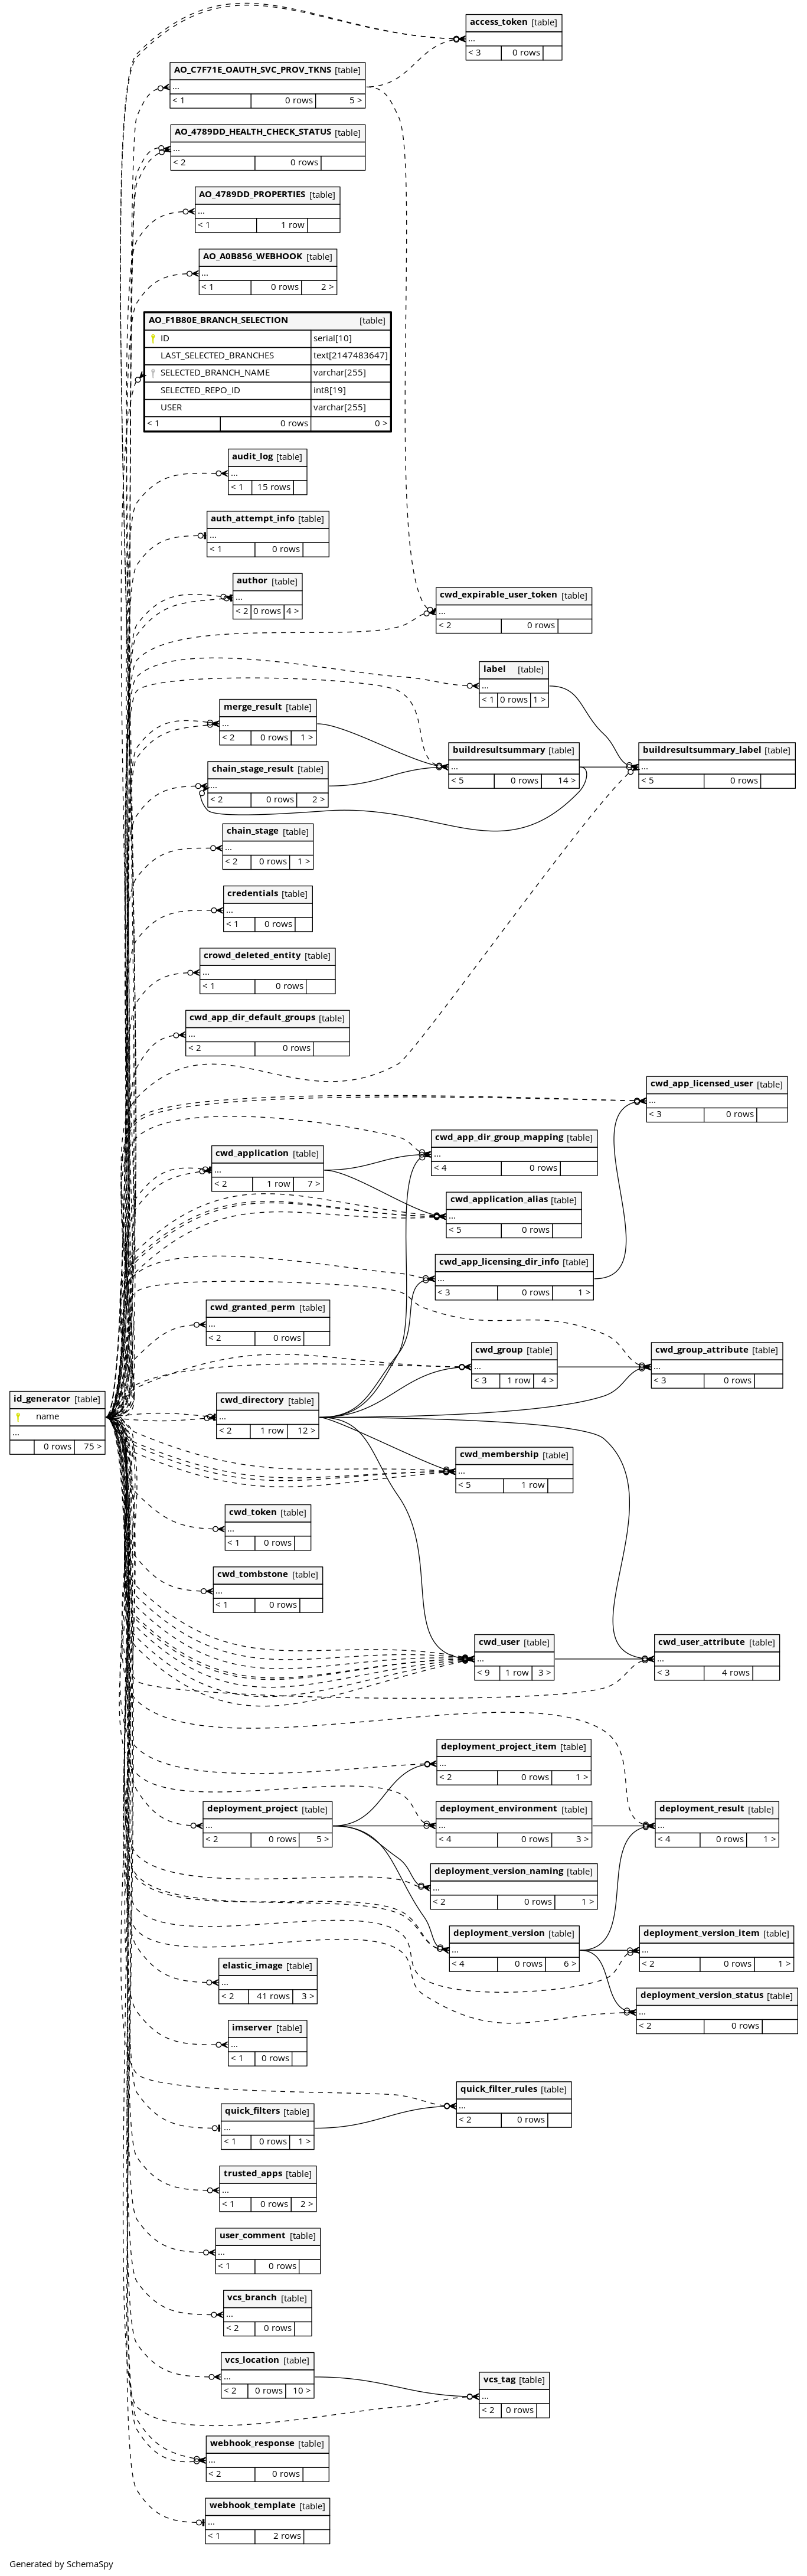 access_token [table]
...
< 3 0 rows
AO_C7F71E_OAUTH_SVC_PROV_TKNS [table]
...
< 1 0 rows 5 >
AO_4789DD_HEALTH_CHECK_STATUS [table]
...
< 2 0 rows
AO_4789DD_PROPERTIES [table]
...
< 1 1 row
AO_A0B856_WEBHOOK [table]
...
< 1 0 rows 2 >
AO_F1B80E_BRANCH_SELECTION [table]
ID serial[10]
LAST_SELECTED_BRANCHES text[2147483647]
SELECTED_BRANCH_NAME varchar[255]
SELECTED_REPO_ID int8[19]
USER varchar[255]
< 1 0 rows 0 >
audit_log [table]
...
< 1 15 rows
auth_attempt_info [table]
...
< 1 0 rows
author [table]
...
< 2 0 rows 4 >
cwd_expirable_user_token [table]
...
< 2 0 rows
label [table]
...
< 1 0 rows 1 >
merge_result [table]
...
< 2 0 rows 1 >
buildresultsummary [table]
...
< 5 0 rows 14 >
buildresultsummary_label [table]
...
< 5 0 rows
chain_stage_result [table]
...
< 2 0 rows 2 >
chain_stage [table]
...
< 2 0 rows 1 >
credentials [table]
...
< 1 0 rows
crowd_deleted_entity [table]
...
< 1 0 rows
cwd_app_dir_default_groups [table]
...
< 2 0 rows
cwd_app_licensed_user [table]
...
< 3 0 rows
cwd_app_dir_group_mapping [table]
...
< 4 0 rows
cwd_application [table]
...
< 2 1 row 7 >
cwd_application_alias [table]
...
< 5 0 rows
cwd_app_licensing_dir_info [table]
...
< 3 0 rows 1 >
cwd_granted_perm [table]
...
< 2 0 rows
cwd_group [table]
...
< 3 1 row 4 >
cwd_group_attribute [table]
...
< 3 0 rows
id_generator [table]
name
...
0 rows 75 >
cwd_directory [table]
...
< 2 1 row 12 >
cwd_membership [table]
...
< 5 1 row
cwd_token [table]
...
< 1 0 rows
cwd_tombstone [table]
...
< 1 0 rows
cwd_user [table]
...
< 9 1 row 3 >
cwd_user_attribute [table]
...
< 3 4 rows
deployment_project_item [table]
...
< 2 0 rows 1 >
deployment_project [table]
...
< 2 0 rows 5 >
deployment_environment [table]
...
< 4 0 rows 3 >
deployment_result [table]
...
< 4 0 rows 1 >
deployment_version_naming [table]
...
< 2 0 rows 1 >
deployment_version [table]
...
< 4 0 rows 6 >
deployment_version_item [table]
...
< 2 0 rows 1 >
elastic_image [table]
...
< 2 41 rows 3 >
deployment_version_status [table]
...
< 2 0 rows
imserver [table]
...
< 1 0 rows
quick_filter_rules [table]
...
< 2 0 rows
quick_filters [table]
...
< 1 0 rows 1 >
trusted_apps [table]
...
< 1 0 rows 2 >
user_comment [table]
...
< 1 0 rows
vcs_branch [table]
...
< 2 0 rows
vcs_location [table]
...
< 2 0 rows 10 >
vcs_tag [table]
...
< 2 0 rows
webhook_response [table]
...
< 2 0 rows
webhook_template [table]
...
< 1 2 rows
Generated by SchemaSpy